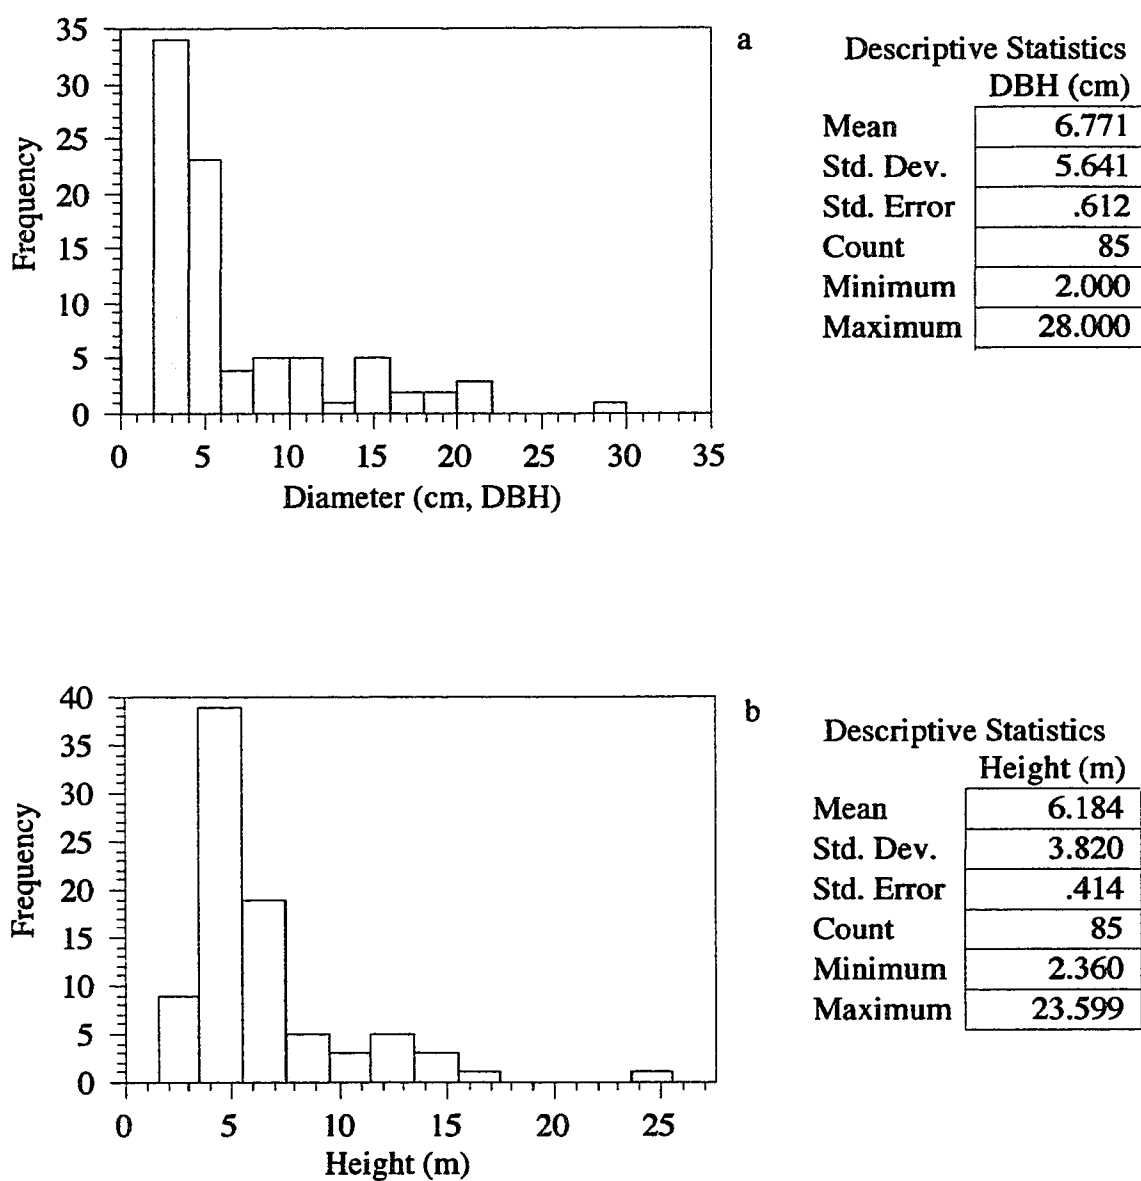 35
30
25
20
15
10
5
0
Frequency
0 5 10 15 20 25 30 35
Diameter (cm, DBH)
a
Descriptive Statistics
DBH (cm)
Mean 6.771
Std. Dev. 5.641
Std. Error .612
Count 85
Minimum 2.000
Maximum 28.000
40
35
30
25
20
15
10
5
0
Frequency
0 5 10 15 20 25
Height (m)
b
Descriptive Statistics
Height (m)
Mean 6.184
Std. Dev. 3.820
Std. Error .414
Count 85
Minimum 2.360
Maximum 23.599